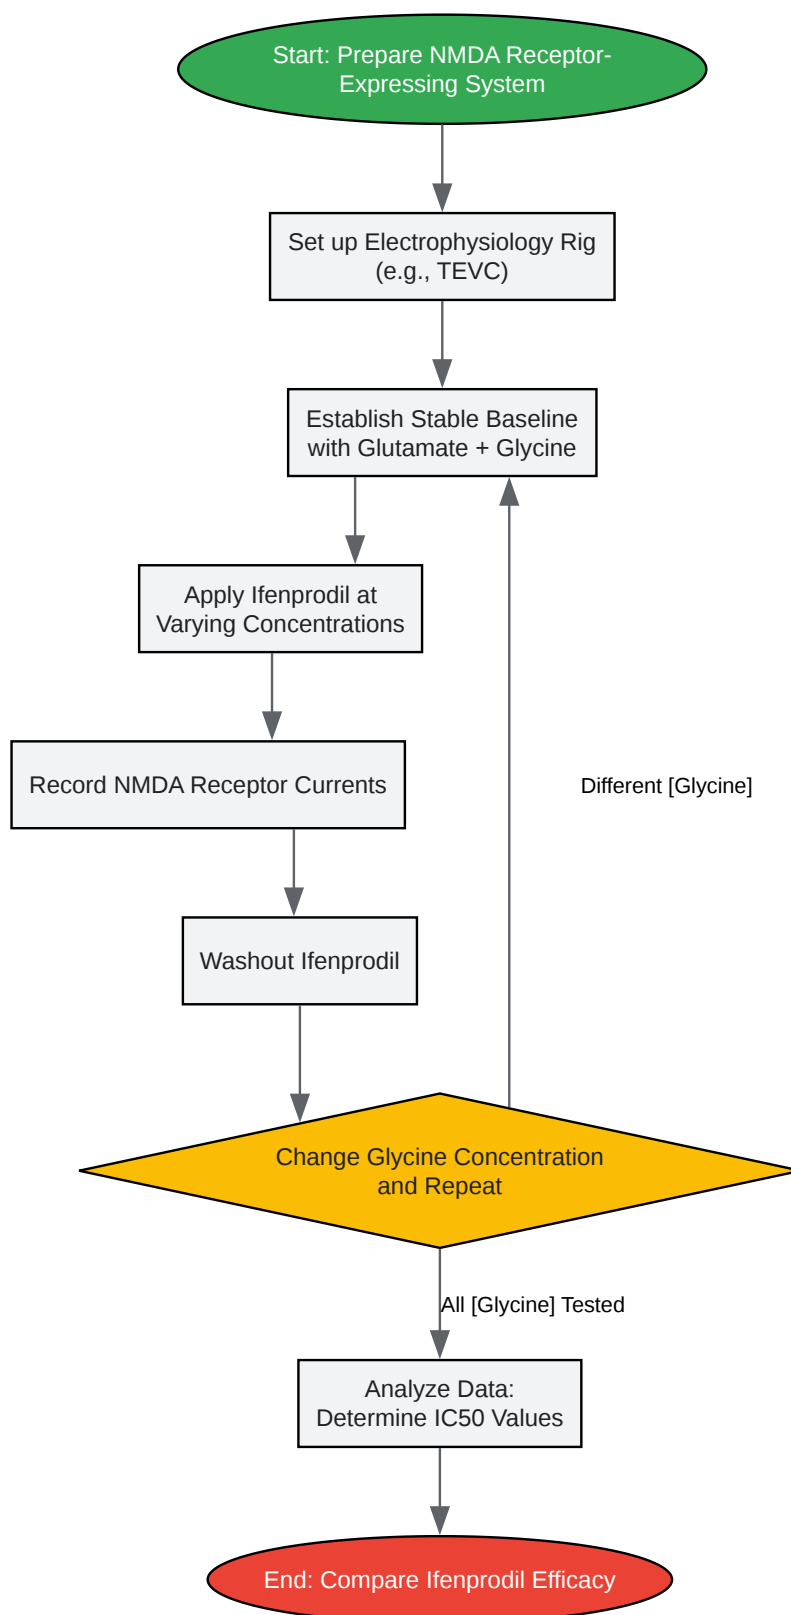 Start: Prepare NMDA Receptor-
Expressing System
Set up Electrophysiology Rig
(e.g., TEVC)
Establish Stable Baseline
with Glutamate + Glycine
Apply Ifenprodil at
Varying Concentrations
Record NMDA Receptor Currents
Different [Glycine]
Washout Ifenprodil
Change Glycine Concentration
and Repeat
All [Glycine] Tested
Analyze Data:
Determine IC50 Values
End: Compare Ifenprodil Efficacy